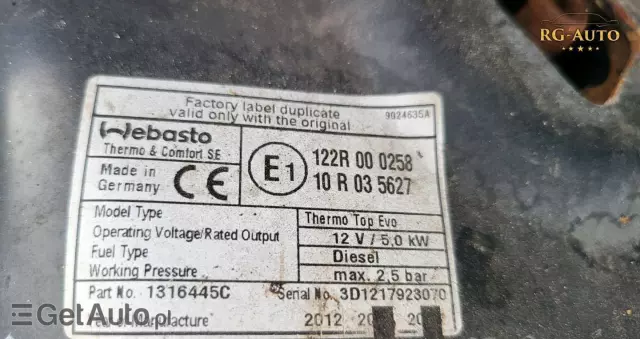 RG-AUTO
Factory label duplicate
valid only with the original
9024635A
Webasto
Thermo & Comfort SE
Made in
Germany
CE
E1
122R 00 0258
10 R 03 5627
Model Type Thermo Top Evo
Operating Voltage/Rated Output 12 V / 5,0 kW
Fuel Type Diesel
Working Pressure max. 2,5 bar
Part No. 1316445C Serial No. 3D1217923070
of Manufacture 2012
GetAuto.pl